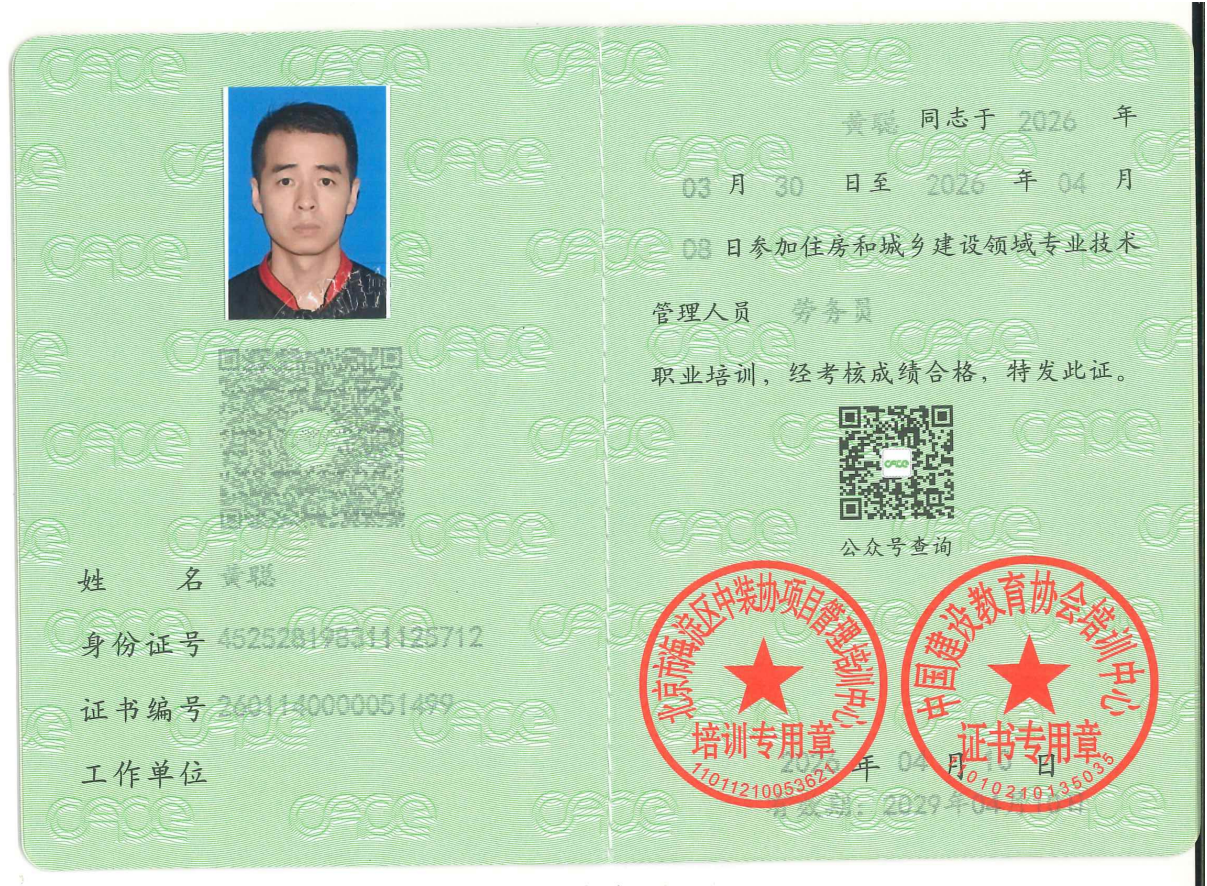 姓 名 黄聪
身份证号 452528198311125712
证书编号 2601140000051499
工作单位
黄聪 同志于 2026 年
03 月 30 日至 2026 年 04 月
08 日参加住房和城乡建设领域专业技术
管理人员 劳务员
职业培训，经考核成绩合格，特发此证。
公众号查询
北京市海淀区中装协项目管理培训中心
培训专用章
11011210053621
中国建设教育协会培训中心
证书专用章
11010210135035
2026 年 04 月 10 日
有效期：2029年04月10日